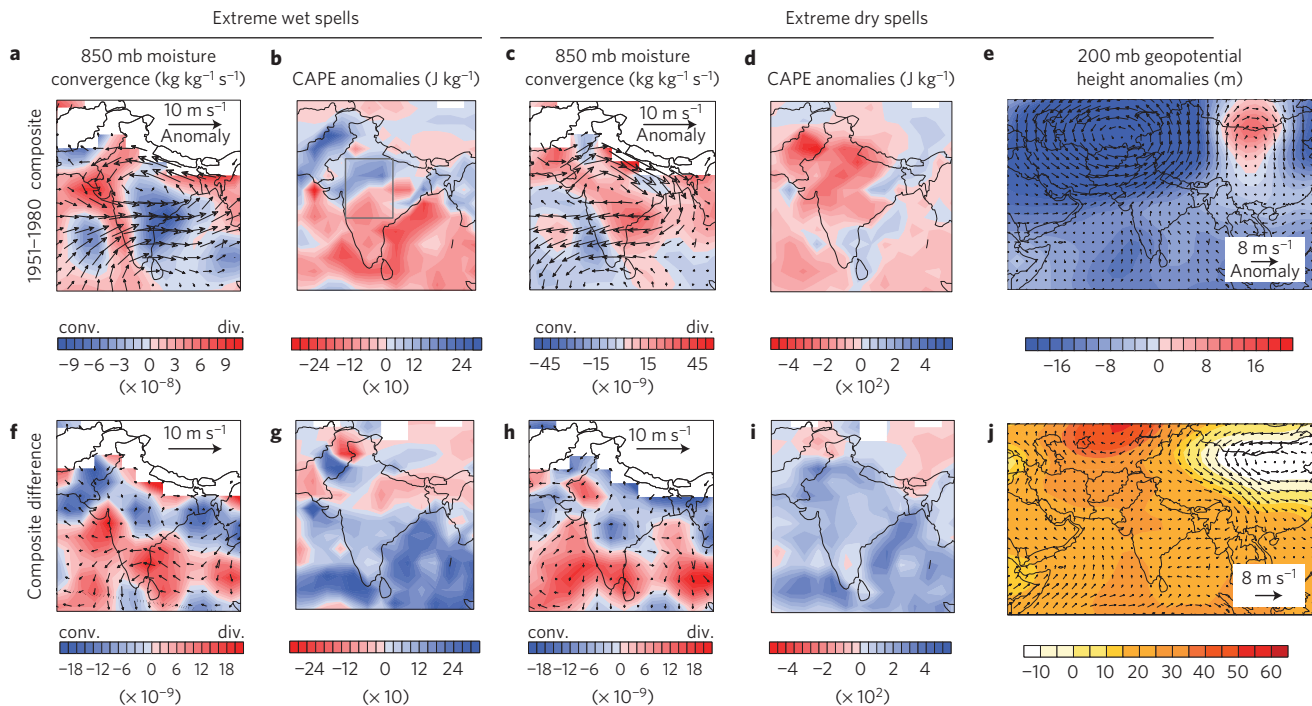 Extreme wet spells
Extreme dry spells
a
850 mb moisture
convergence (kg kg⁻¹ s⁻¹)
b
CAPE anomalies (J kg⁻¹)
c
850 mb moisture
convergence (kg kg⁻¹ s⁻¹)
d
CAPE anomalies (J kg⁻¹)
e
200 mb geopotential
height anomalies (m)
1951–1980 composite
10 m s⁻¹
Anomaly
10 m s⁻¹
Anomaly
8 m s⁻¹
Anomaly
conv. div.
−9 −6 −3 0 3 6 9
(× 10⁻⁸)
−24 −12 0 12 24
(× 10)
conv. div.
−45 −15 15 45
(× 10⁻⁹)
−4 −2 0 2 4
(× 10²)
−16 −8 0 8 16
Composite difference
f
10 m s⁻¹
g
h
10 m s⁻¹
i
j
8 m s⁻¹
conv. div.
−18 −12 −6 0 6 12 18
(× 10⁻⁹)
−24 −12 0 12 24
(× 10)
conv. div.
−18 −12 −6 0 6 12 18
(× 10⁻⁹)
−4 −2 0 2 4
(× 10²)
−10 0 10 20 30 40 50 60